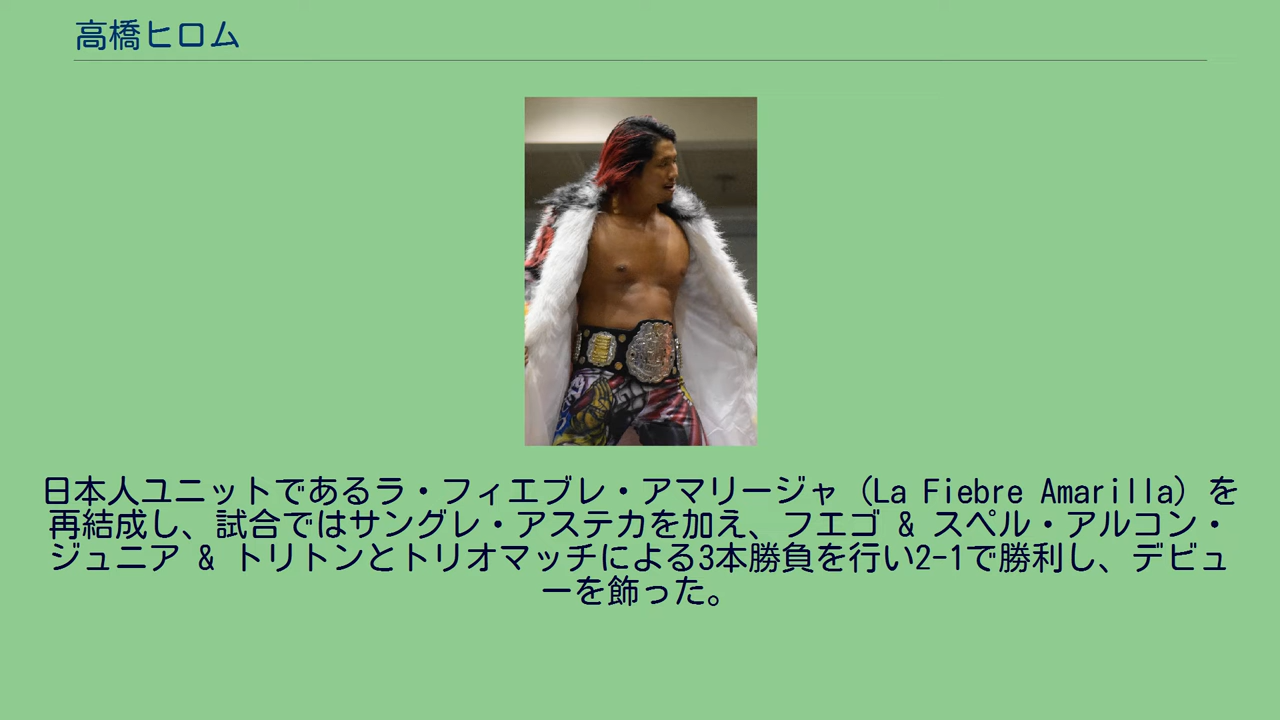 高橋ヒロム
日本人ユニットであるラ・フィエブレ・アマリージャ（La Fiebre Amarilla）を
再結成し、試合ではサングレ・アステカを加え、フエゴ & スペル・アルコン・
ジュニア & トリトンとトリオマッチによる3本勝負を行い2-1で勝利し、デビュ
ーを飾った。